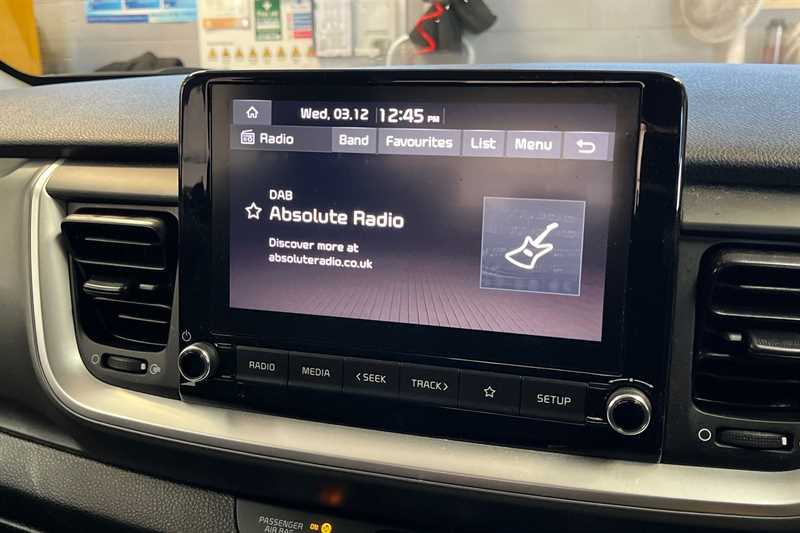 Wed, 03.12 12:45 PM
Radio Band Favourites List Menu
DAB
Absolute Radio
Discover more at
absoluteradio.co.uk
RADIO MEDIA <SEEK TRACK> SETUP
PASSENGER
AIR BAG